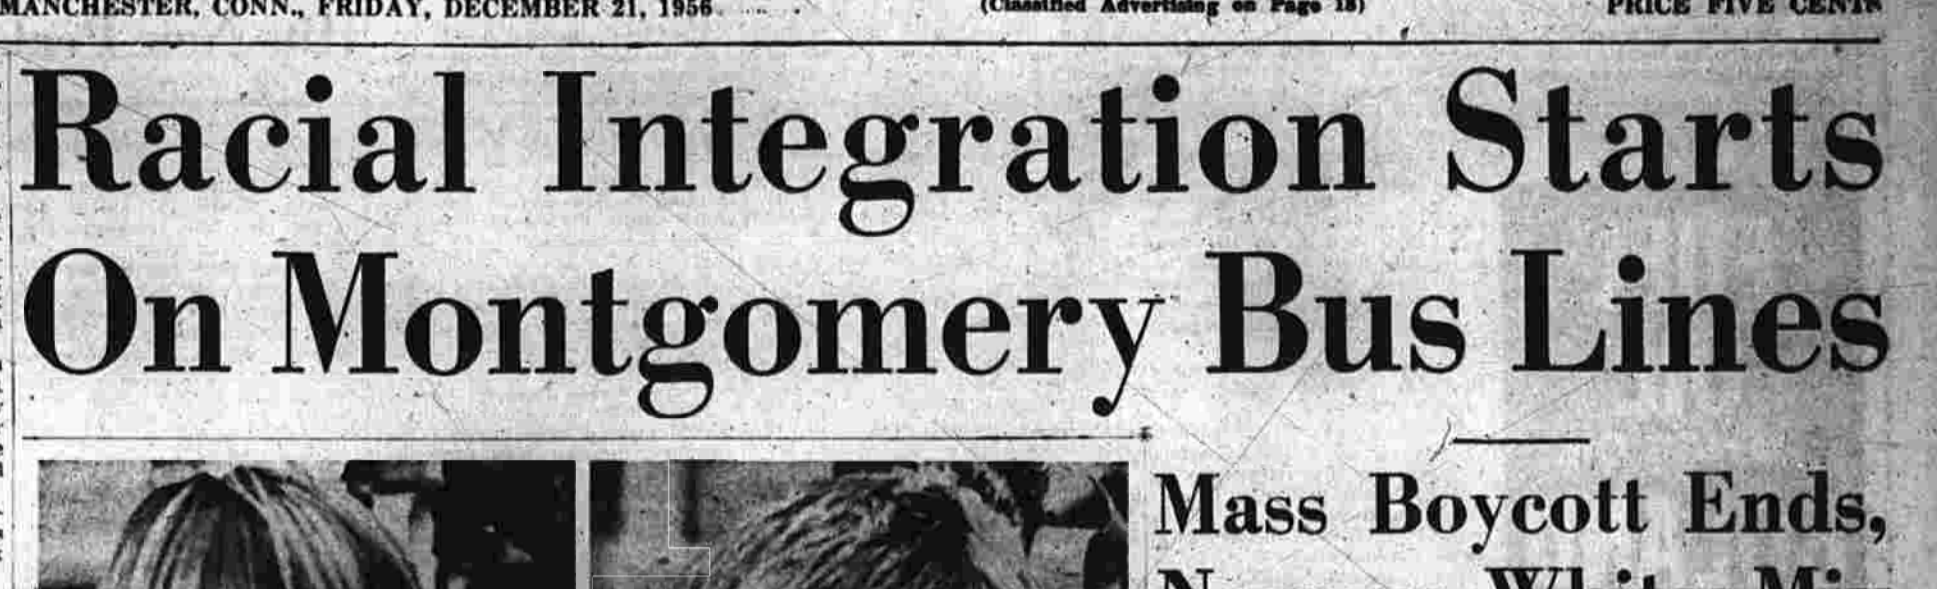 MANCHESTER, CONN., FRIDAY, DECEMBER 21, 1956
(Classified Advertising on Page 18)
PRICE FIVE CENTS
Racial Integration Starts
On Montgomery Bus Lines
Mass Boycott Ends,